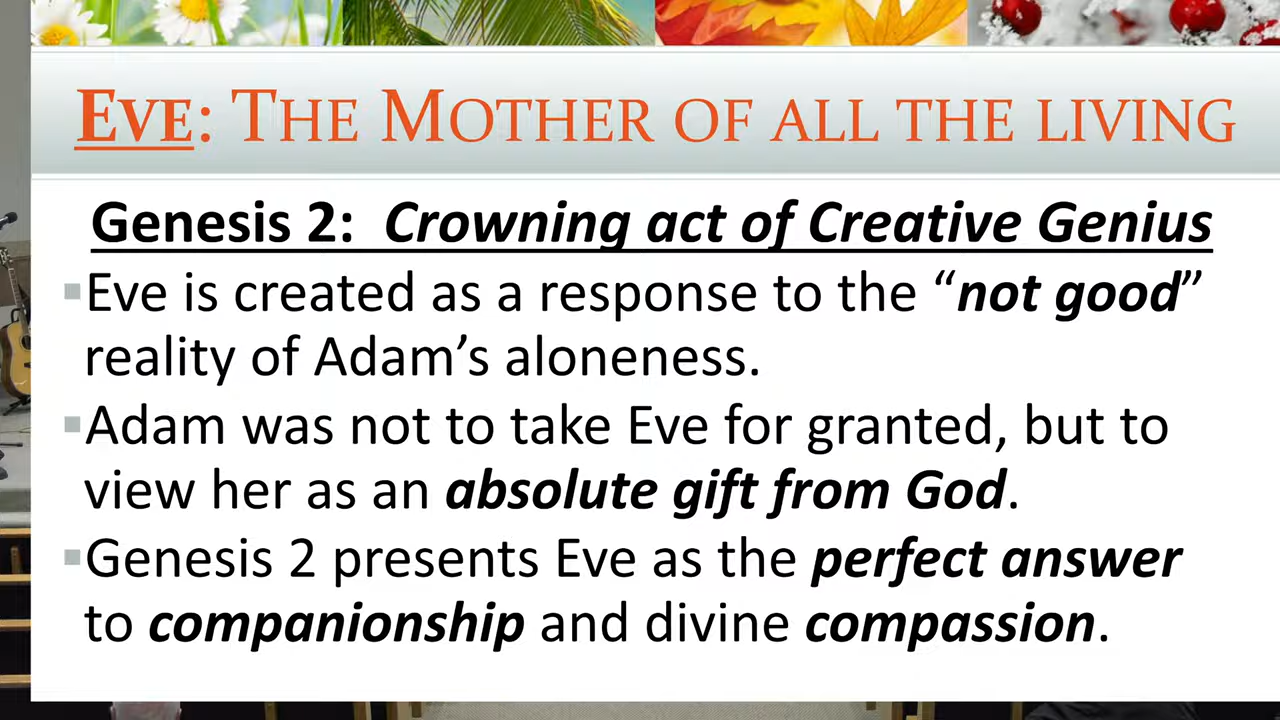 EVE: THE MOTHER OF ALL THE LIVING
Genesis 2: Crowning act of Creative Genius
▪Eve is created as a response to the “not good”
reality of Adam’s aloneness.
▪Adam was not to take Eve for granted, but to
view her as an absolute gift from God.
▪Genesis 2 presents Eve as the perfect answer
to companionship and divine compassion.